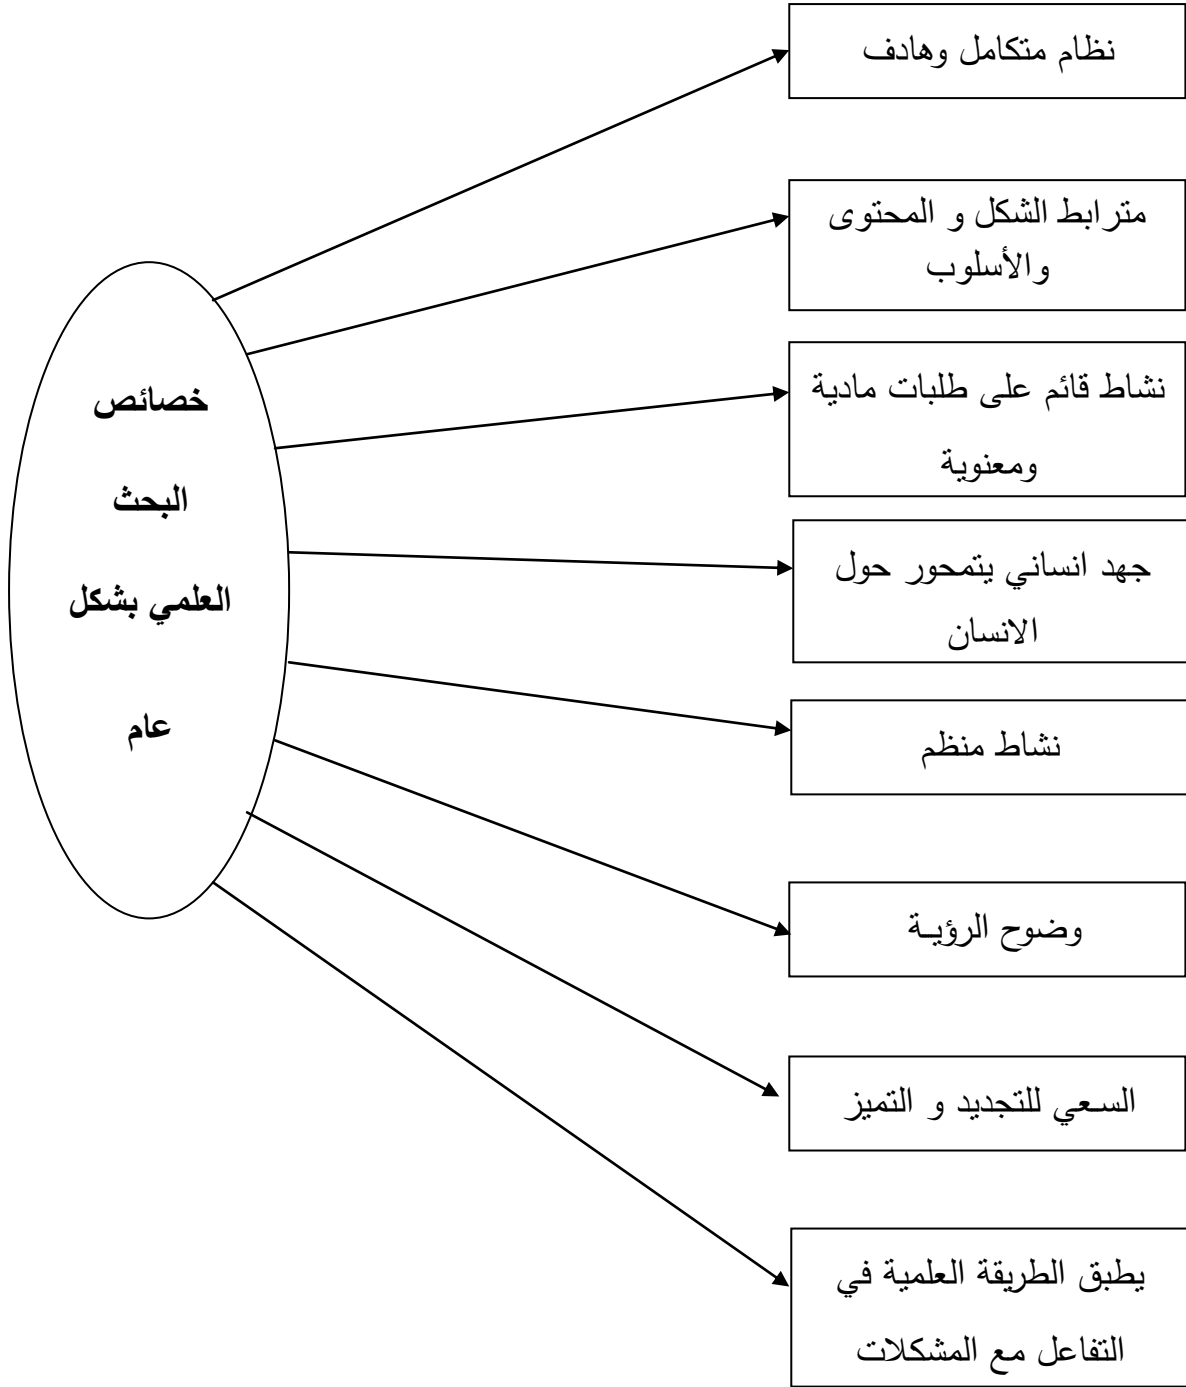 خصائص
البحث
العلمي بشكل
عام
نظام متكامل وهادف
مترابط الشكل و المحتوى
والأسلوب
نشاط قائم على طلبات مادية
ومعنوية
جهد انساني يتمحور حول
الانسان
نشاط منظم
وضوح الرؤيـة
السعي للتجديد و التميز
يطبق الطريقة العلمية في
التفاعل مع المشكلات